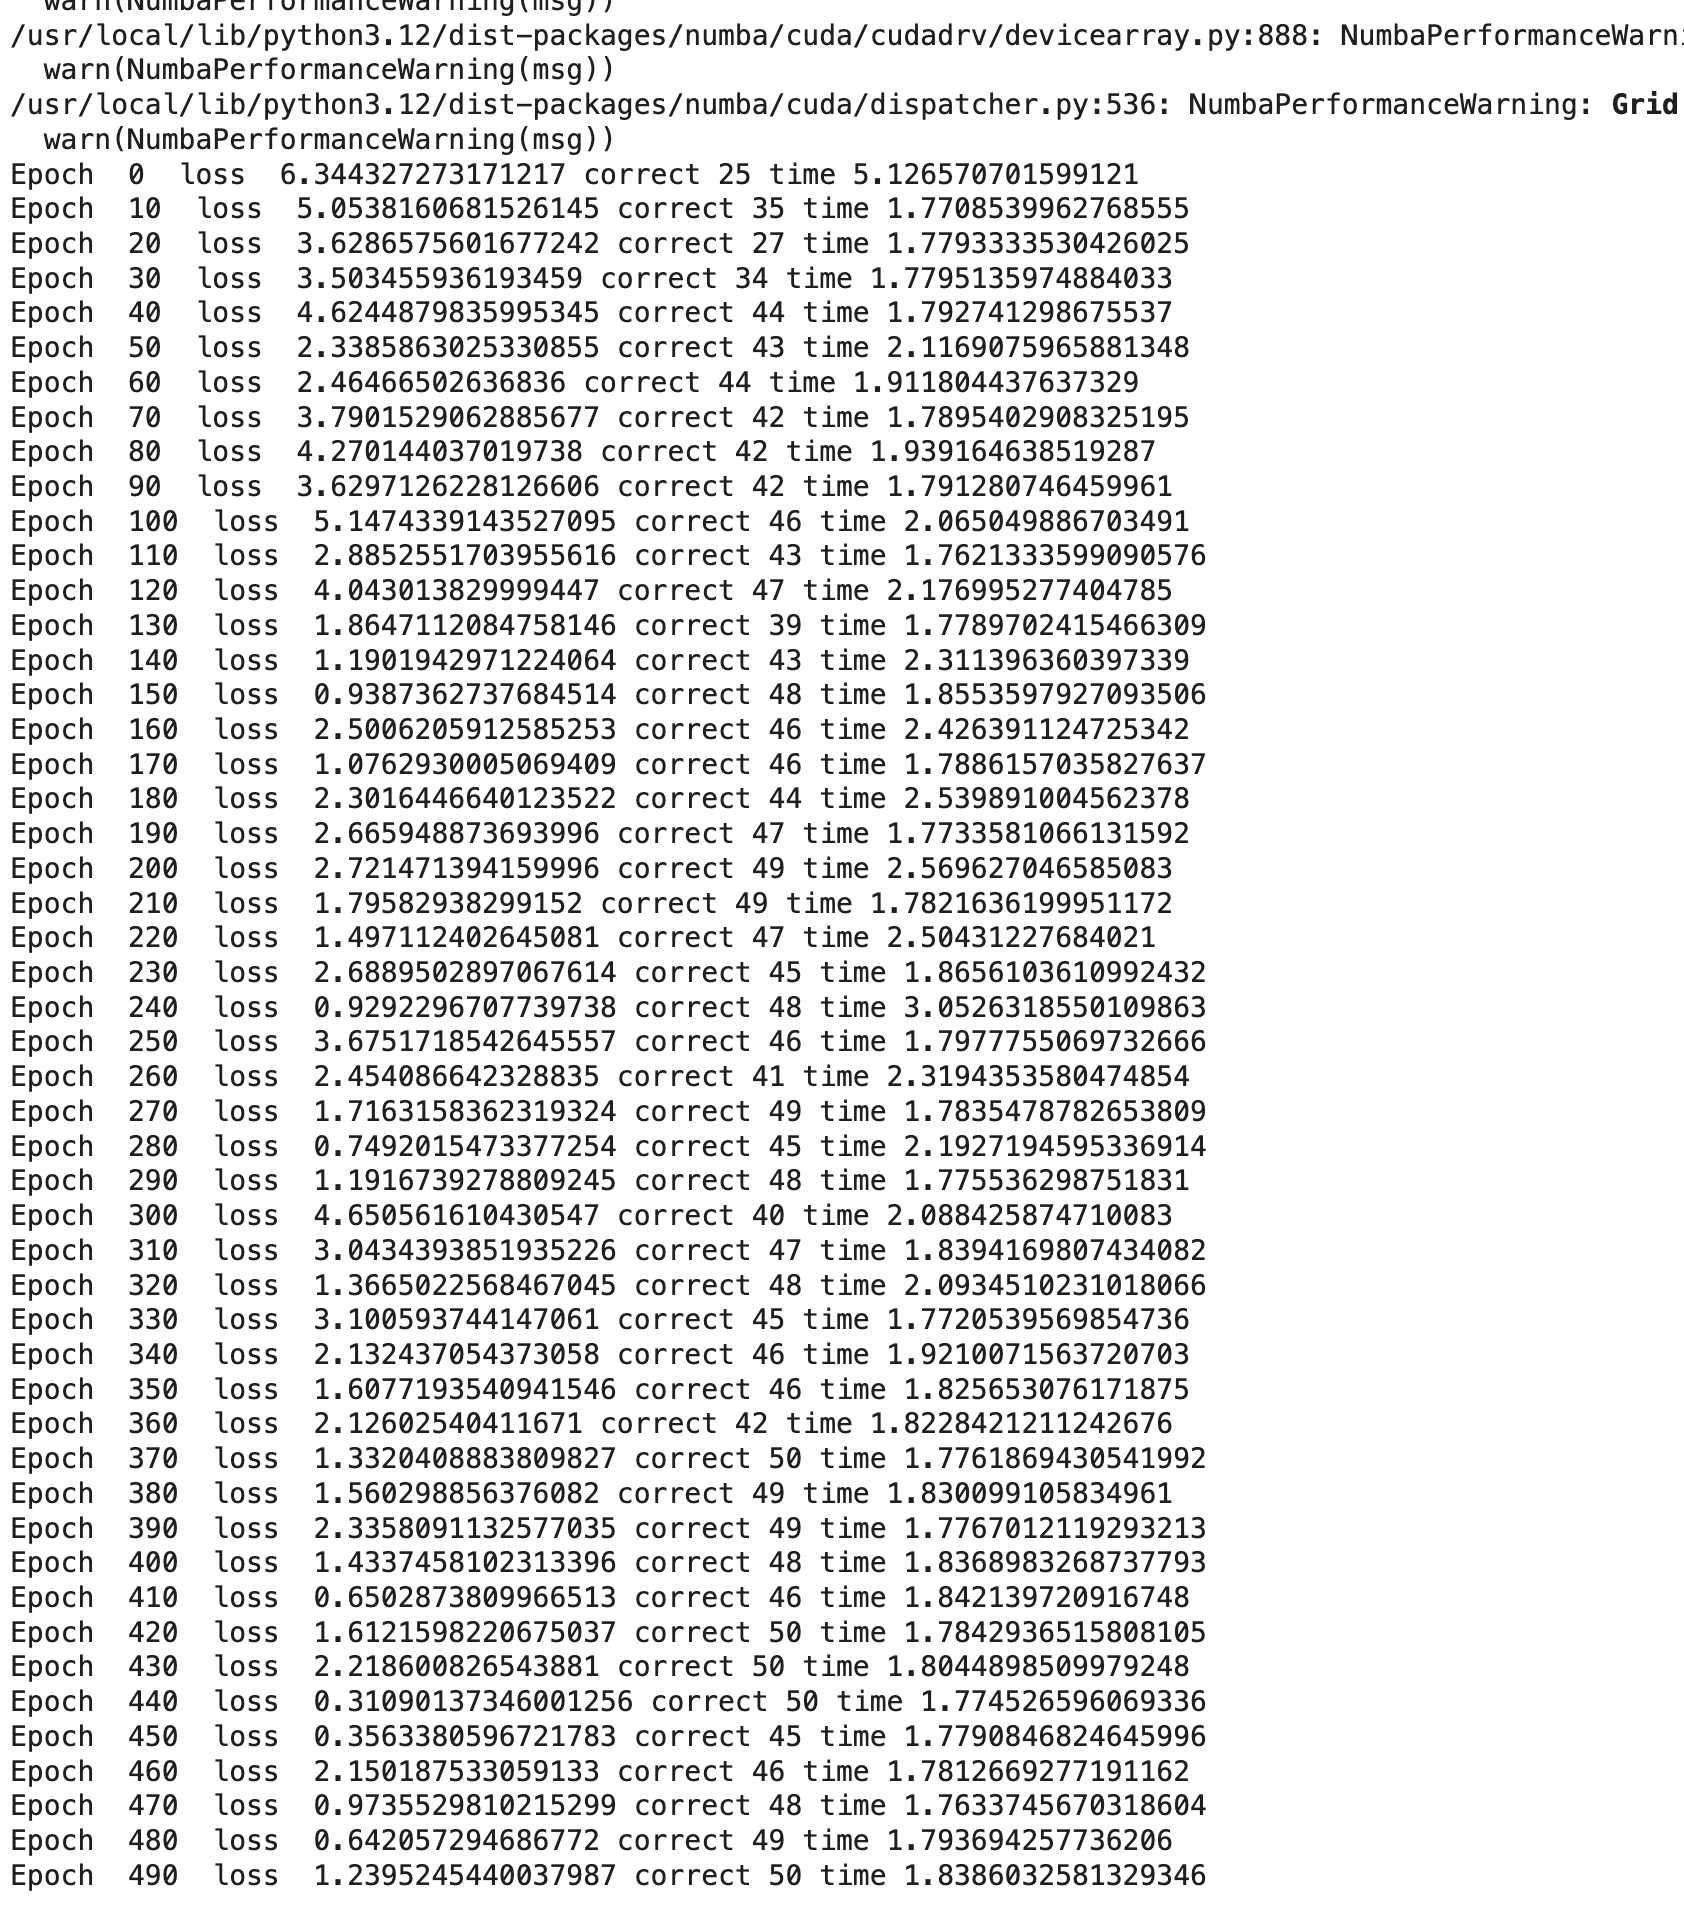 warn(NumbaPerformanceWarning(msg))
/usr/local/lib/python3.12/dist-packages/numba/cuda/cudadrv/devicearray.py:888: NumbaPerformanceWarni
warn(NumbaPerformanceWarning(msg))
/usr/local/lib/python3.12/dist-packages/numba/cuda/dispatcher.py:536: NumbaPerformanceWarning: Grid
warn(NumbaPerformanceWarning(msg))
Epoch 0 loss 6.344327273171217 correct 25 time 5.126570701599121
Epoch 10 loss 5.0538160681526145 correct 35 time 1.7708539962768555
Epoch 20 loss 3.6286575601677242 correct 27 time 1.7793333530426025
Epoch 30 loss 3.503455936193459 correct 34 time 1.7795135974884033
Epoch 40 loss 4.6244879835995345 correct 44 time 1.792741298675537
Epoch 50 loss 2.3385863025330855 correct 43 time 2.1169075965881348
Epoch 60 loss 2.46466502636836 correct 44 time 1.911804437637329
Epoch 70 loss 3.7901529062885677 correct 42 time 1.7895402908325195
Epoch 80 loss 4.270144037019738 correct 42 time 1.939164638519287
Epoch 90 loss 3.6297126228126606 correct 42 time 1.791280746459961
Epoch 100 loss 5.1474339143527095 correct 46 time 2.065049886703491
Epoch 110 loss 2.8852551703955616 correct 43 time 1.7621333599090576
Epoch 120 loss 4.043013829999447 correct 47 time 2.176995277404785
Epoch 130 loss 1.8647112084758146 correct 39 time 1.7789702415466309
Epoch 140 loss 1.1901942971224064 correct 43 time 2.311396360397339
Epoch 150 loss 0.9387362737684514 correct 48 time 1.8553597927093506
Epoch 160 loss 2.5006205912585253 correct 46 time 2.426391124725342
Epoch 170 loss 1.0762930005069409 correct 46 time 1.7886157035827637
Epoch 180 loss 2.3016446640123522 correct 44 time 2.539891004562378
Epoch 190 loss 2.665948873693996 correct 47 time 1.7733581066131592
Epoch 200 loss 2.721471394159996 correct 49 time 2.569627046585083
Epoch 210 loss 1.79582938299152 correct 49 time 1.7821636199951172
Epoch 220 loss 1.497112402645081 correct 47 time 2.50431227684021
Epoch 230 loss 2.6889502897067614 correct 45 time 1.8656103610992432
Epoch 240 loss 0.9292296707739738 correct 48 time 3.0526318550109863
Epoch 250 loss 3.6751718542645557 correct 46 time 1.7977755069732666
Epoch 260 loss 2.454086642328835 correct 41 time 2.3194353580474854
Epoch 270 loss 1.7163158362319324 correct 49 time 1.7835478782653809
Epoch 280 loss 0.7492015473377254 correct 45 time 2.1927194595336914
Epoch 290 loss 1.1916739278809245 correct 48 time 1.775536298751831
Epoch 300 loss 4.650561610430547 correct 40 time 2.088425874710083
Epoch 310 loss 3.0434393851935226 correct 47 time 1.8394169807434082
Epoch 320 loss 1.3665022568467045 correct 48 time 2.0934510231018066
Epoch 330 loss 3.100593744147061 correct 45 time 1.7720539569854736
Epoch 340 loss 2.132437054373058 correct 46 time 1.9210071563720703
Epoch 350 loss 1.6077193540941546 correct 46 time 1.825653076171875
Epoch 360 loss 2.12602540411671 correct 42 time 1.8228421211242676
Epoch 370 loss 1.3320408883809827 correct 50 time 1.7761869430541992
Epoch 380 loss 1.560298856376082 correct 49 time 1.830099105834961
Epoch 390 loss 2.3358091132577035 correct 49 time 1.7767012119293213
Epoch 400 loss 1.4337458102313396 correct 48 time 1.8368983268737793
Epoch 410 loss 0.6502873809966513 correct 46 time 1.842139720916748
Epoch 420 loss 1.6121598220675037 correct 50 time 1.7842936515808105
Epoch 430 loss 2.218600826543881 correct 50 time 1.8044898509979248
Epoch 440 loss 0.31090137346001256 correct 50 time 1.774526596069336
Epoch 450 loss 0.3563380596721783 correct 45 time 1.7790846824645996
Epoch 460 loss 2.150187533059133 correct 46 time 1.7812669277191162
Epoch 470 loss 0.9735529810215299 correct 48 time 1.7633745670318604
Epoch 480 loss 0.642057294686772 correct 49 time 1.793694257736206
Epoch 490 loss 1.2395245440037987 correct 50 time 1.8386032581329346